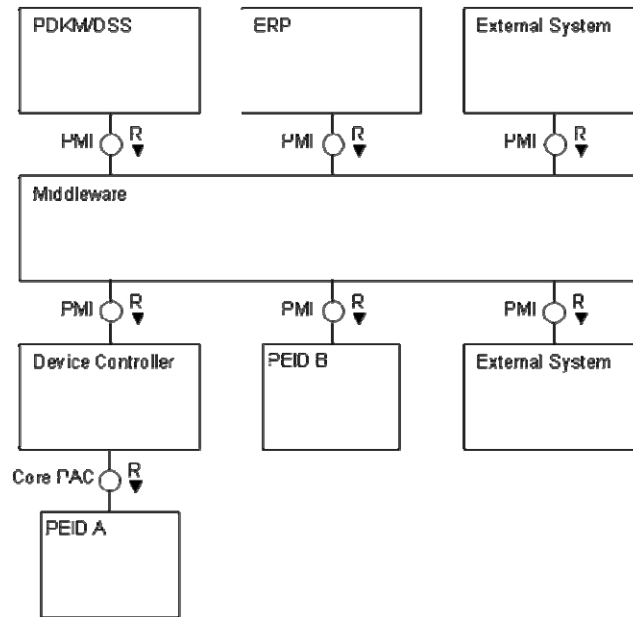 PDKM/DSS ERP External System
PMI R PMI R PMI R
Middleware
PMI R PMI R PMI R
Device Controller PEID B External System
Core PAC R
PEID A